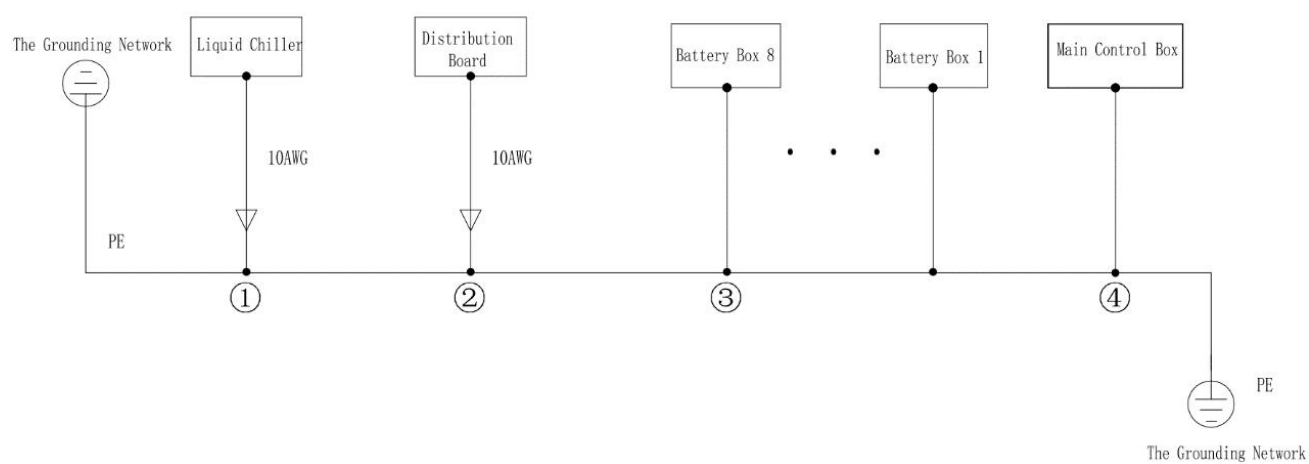 The Grounding Network
Liquid Chiller
Distribution
Board
Battery Box 8
Battery Box 1
Main Control Box
10AWG
10AWG
PE
①
②
③
④
PE
The Grounding Network